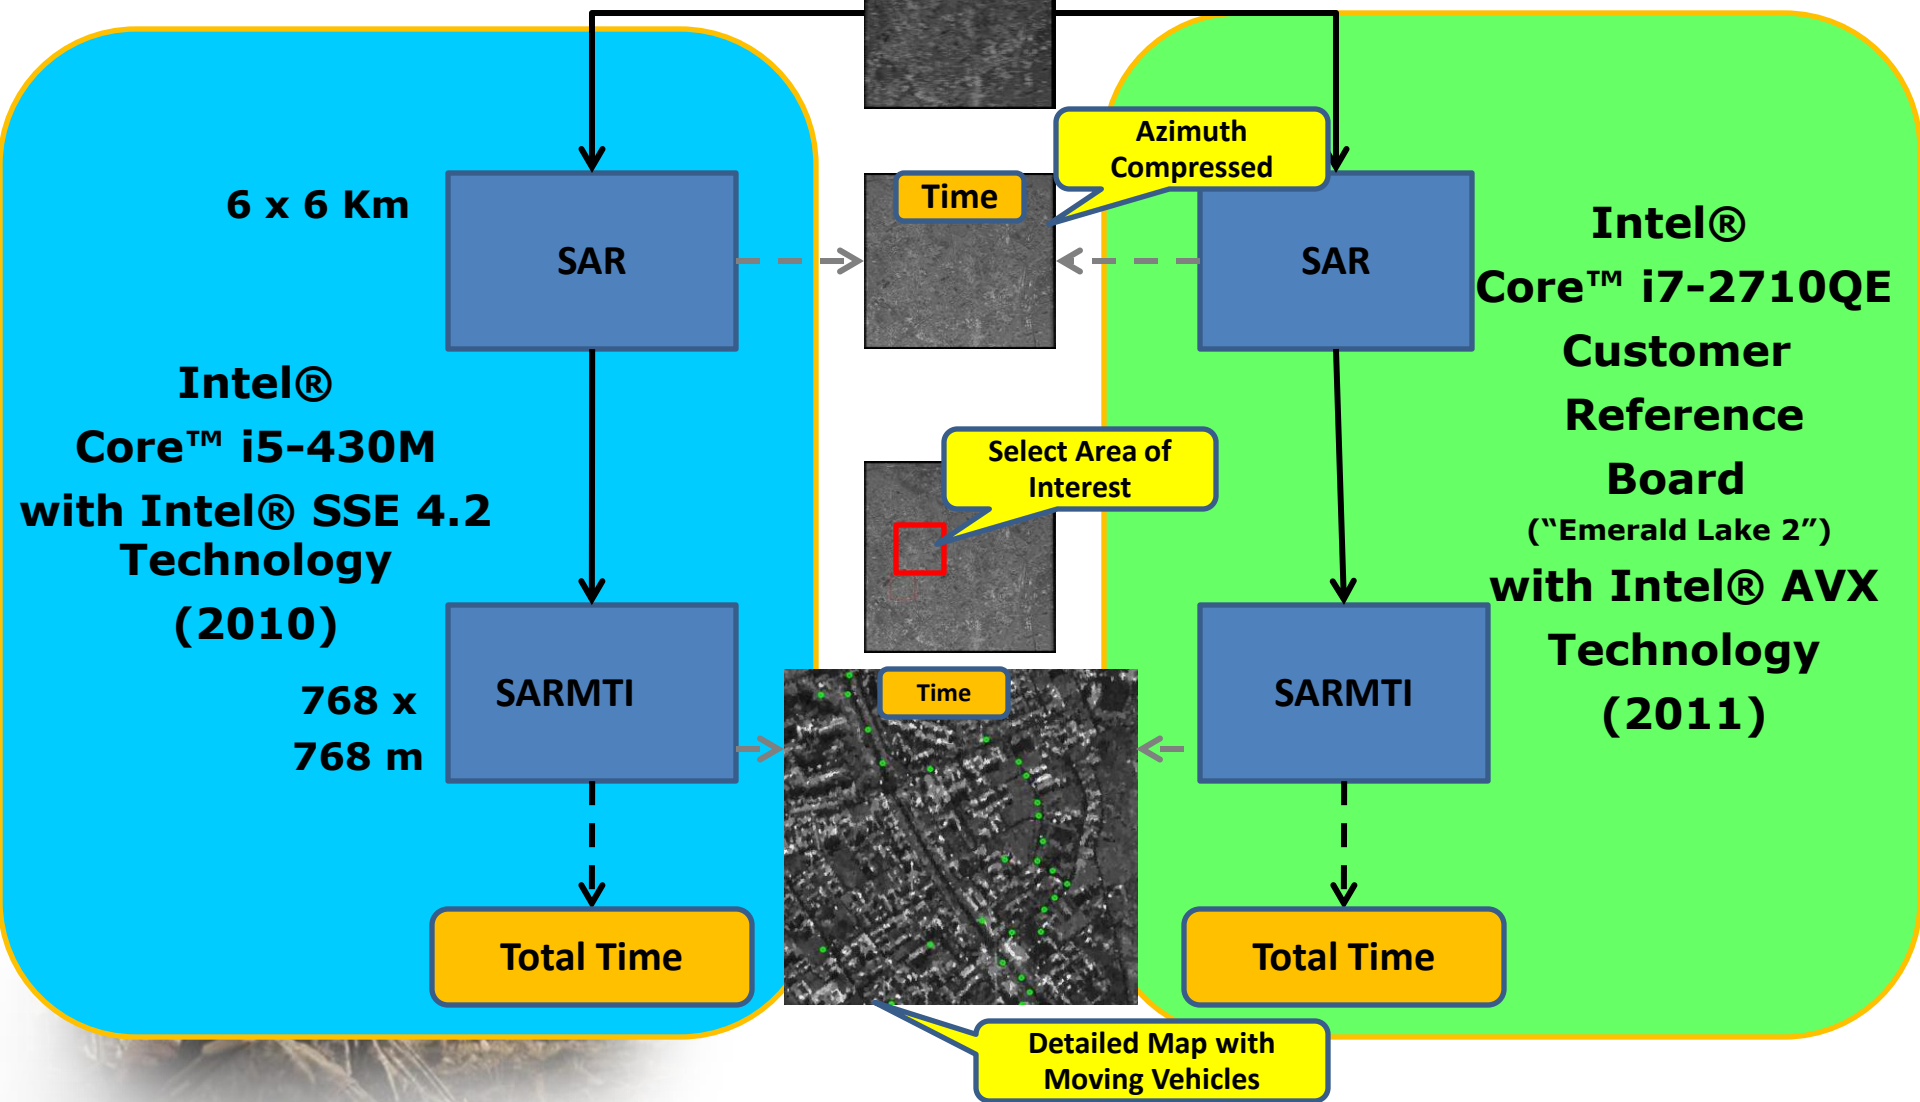 Azimuth
Compressed
6 x 6 Km
Time
SAR
SAR
Intel®
Core™ i7-2710QE
Customer
Reference
Board
(“Emerald Lake 2”)
with Intel® AVX
Technology
(2011)
Intel®
Core™ i5-430M
with Intel® SSE 4.2
Technology
(2010)
Select Area of
Interest
768 x
768 m
SARMTI
Time
SARMTI
Total Time
Total Time
Detailed Map with
Moving Vehicles